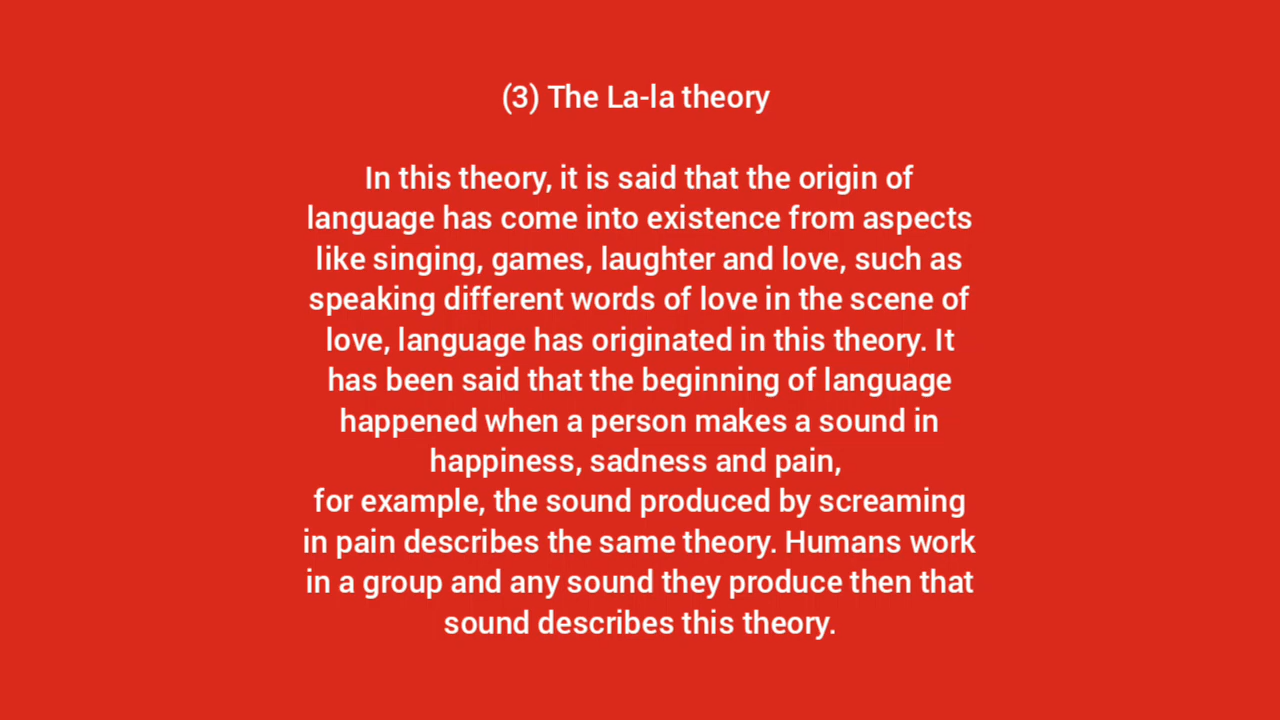 (3) The La-la theory
In this theory, it is said that the origin of
language has come into existence from aspects
like singing, games, laughter and love, such as
speaking different words of love in the scene of
love, language has originated in this theory. It
has been said that the beginning of language
happened when a person makes a sound in
happiness, sadness and pain,
for example, the sound produced by screaming
in pain describes the same theory. Humans work
in a group and any sound they produce then that
sound describes this theory.